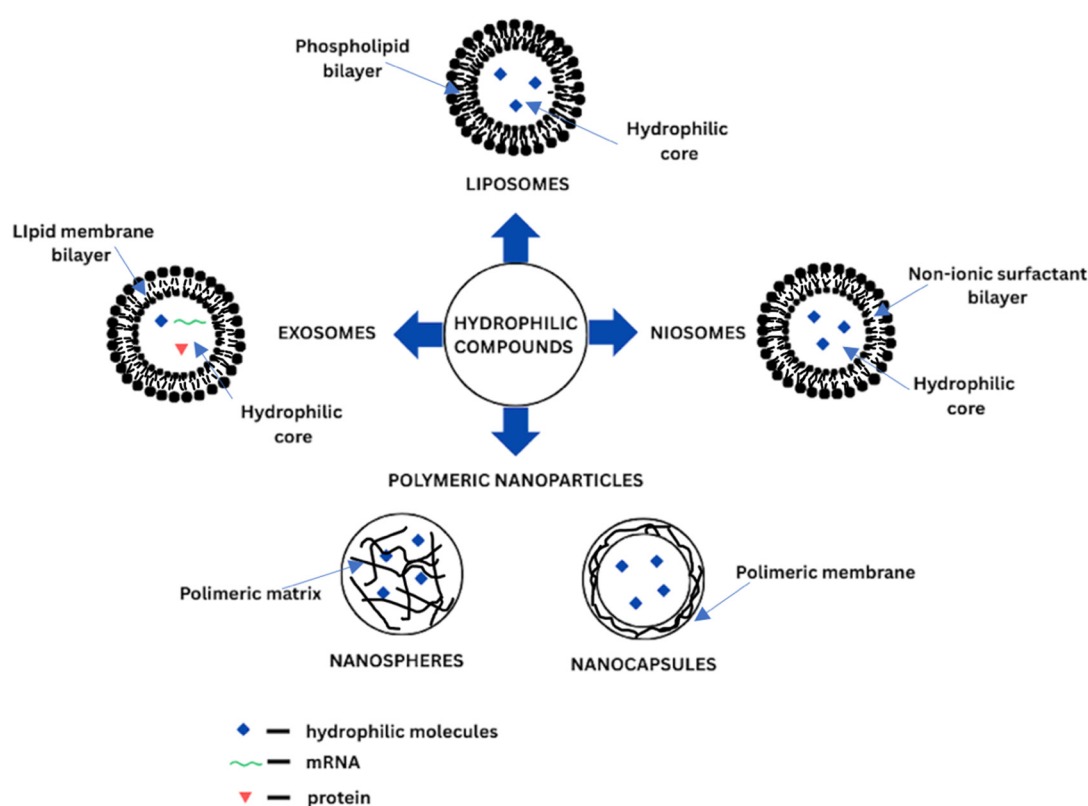 Phospholipid
bilayer
Hydrophilic
core
LIPOSOMES
LIpid membrane
bilayer
EXOSOMES
Hydrophilic
core
HYDROPHILIC
COMPOUNDS
NIOSOMES
Non-ionic surfactant
bilayer
Hydrophilic
core
POLYMERIC NANOPARTICLES
Polimeric matrix
NANOSPHERES
Polimeric membrane
NANOCAPSULES
hydrophilic molecules
mRNA
protein